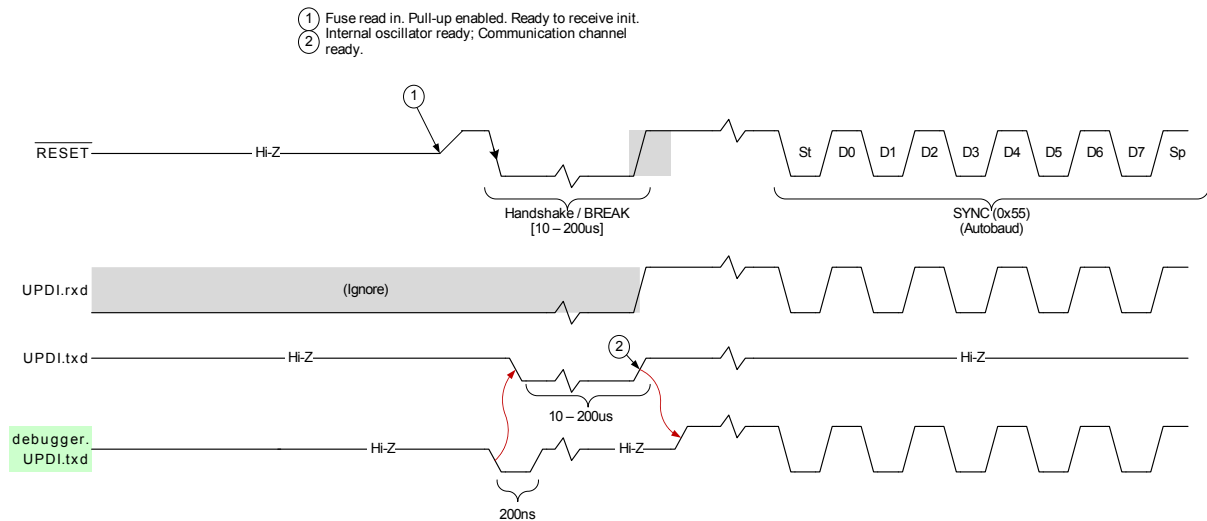 1 Fuse read in. Pull-up enabled. Ready to receive init.
2 Internal oscillator ready; Communication channel
ready.
1
RESET Hi-Z St D0 D1 D2 D3 D4 D5 D6 D7 Sp
Handshake / BREAK
[10 – 200us]
SYNC (0x55)
(Autobaud)
UPDI.rxd (Ignore)
2
UPDI.txd Hi-Z Hi-Z
10 – 200us
debugger.
UPDI.txd Hi-Z Hi-Z
200ns